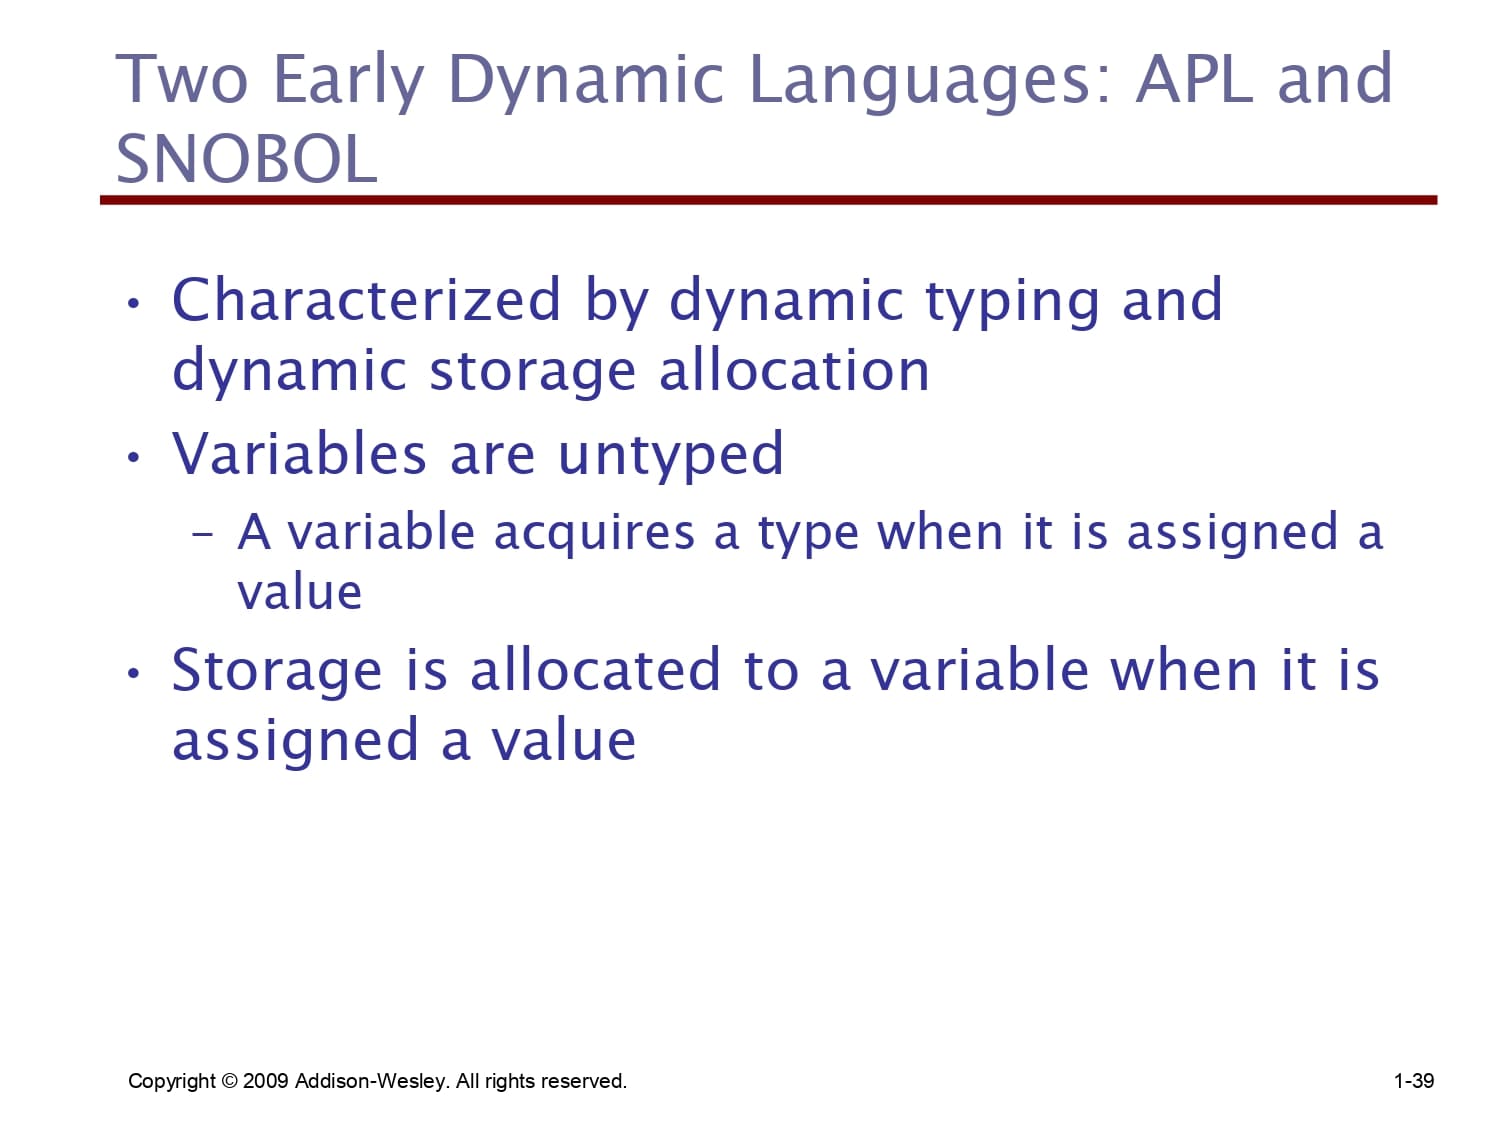 Two Early Dynamic Languages: APL and
SNOBOL
• Characterized by dynamic typing and
dynamic storage allocation
• Variables are untyped
– A variable acquires a type when it is assigned a
value
• Storage is allocated to a variable when it is
assigned a value
Copyright © 2009 Addison-Wesley. All rights reserved.
1-39